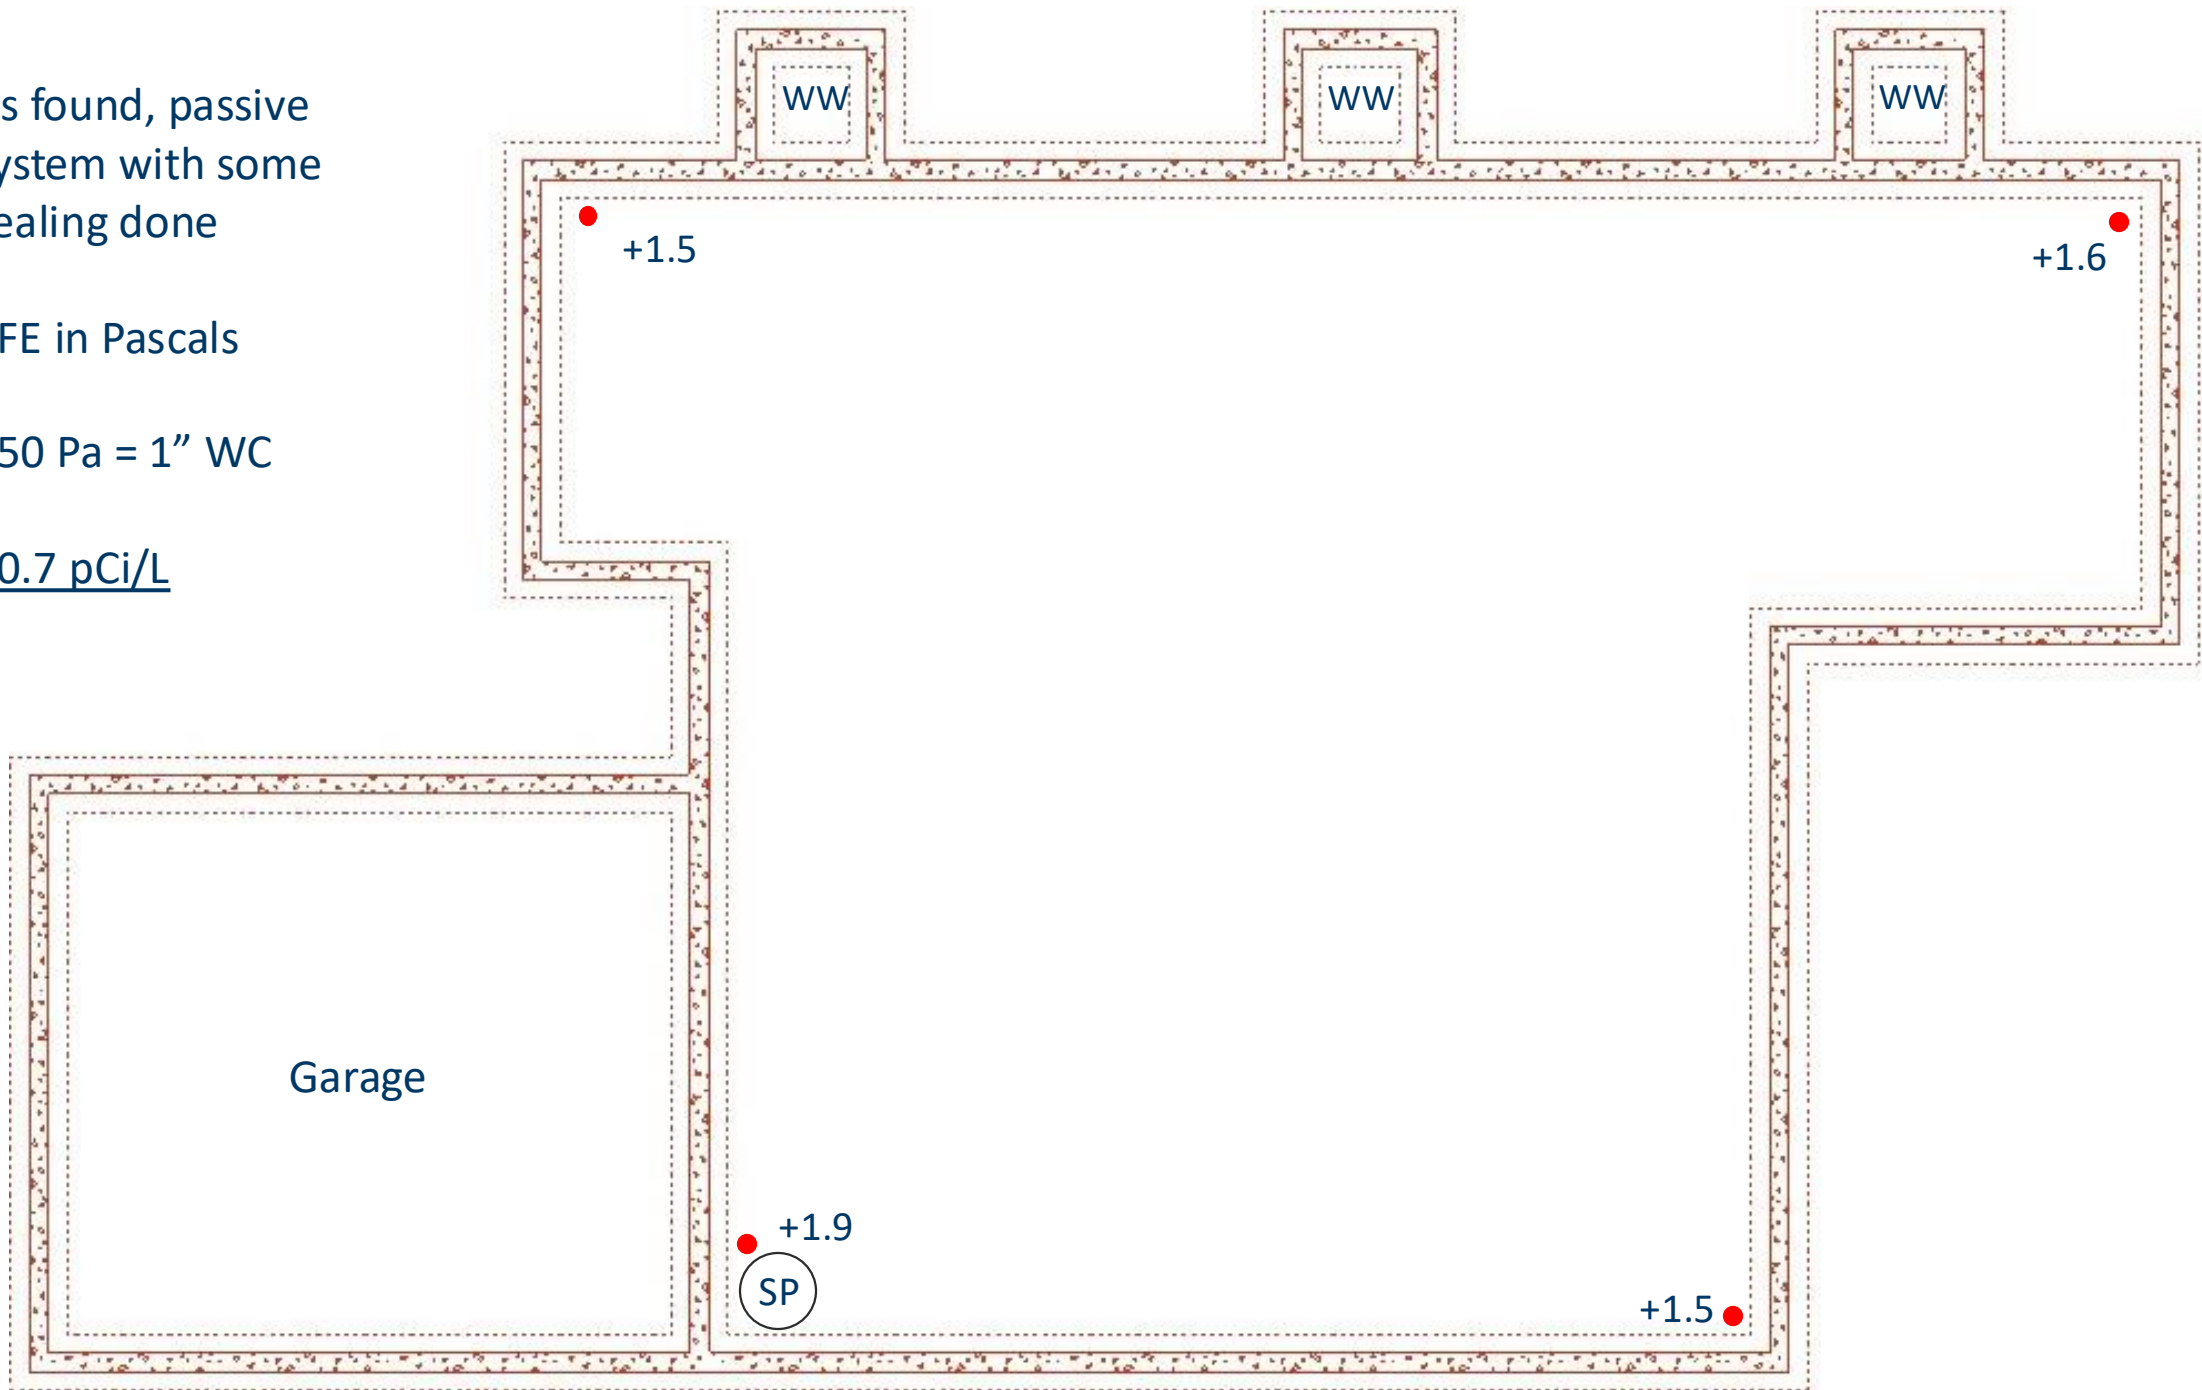 s found, passive
ystem with some
ealing done
FE in Pascals
50 Pa = 1” WC
0.7 pCi/L
WW
WW
WW
+1.5
+1.6
Garage
+1.9
SP
+1.5